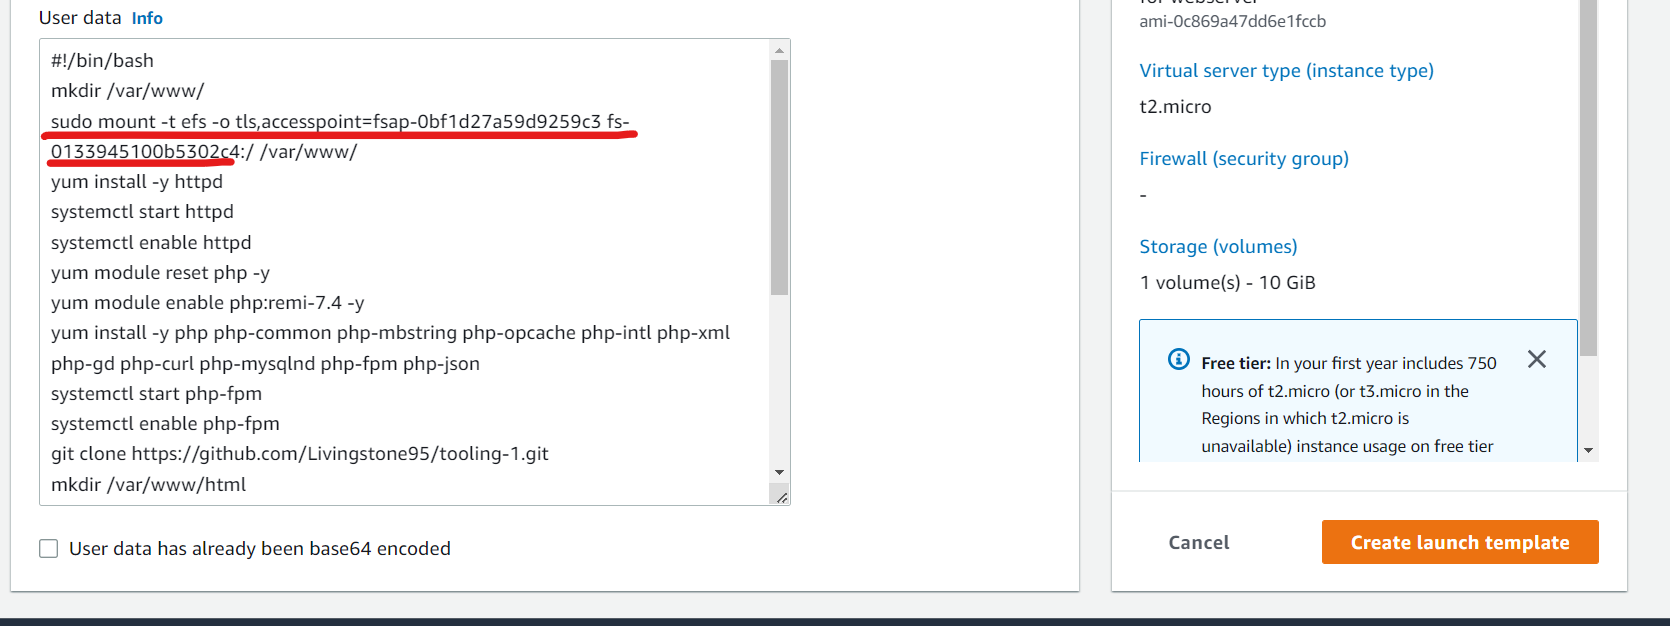 User data Info
#!/bin/bash
mkdir /var/www/
sudo mount -t efs -o tls,accesspoint=fsap-0bf1d27a59d9259c3 fs-
0133945100b5302c4:/ /var/www/
yum install -y httpd
systemctl start httpd
systemctl enable httpd
yum module reset php -y
yum module enable php:remi-7.4 -y
yum install -y php php-common php-mbstring php-opcache php-intl php-xml
php-gd php-curl php-mysqlnd php-fpm php-json
systemctl start php-fpm
systemctl enable php-fpm
git clone https://github.com/Livingstone95/tooling-1.git
mkdir /var/www/html
User data has already been base64 encoded
for webserver
ami-0c869a47dd6e1fccb
Virtual server type (instance type)
t2.micro
Firewall (security group)
-
Storage (volumes)
1 volume(s) - 10 GiB
Free tier: In your first year includes 750
hours of t2.micro (or t3.micro in the
Regions in which t2.micro is
unavailable) instance usage on free tier
Cancel
Create launch template